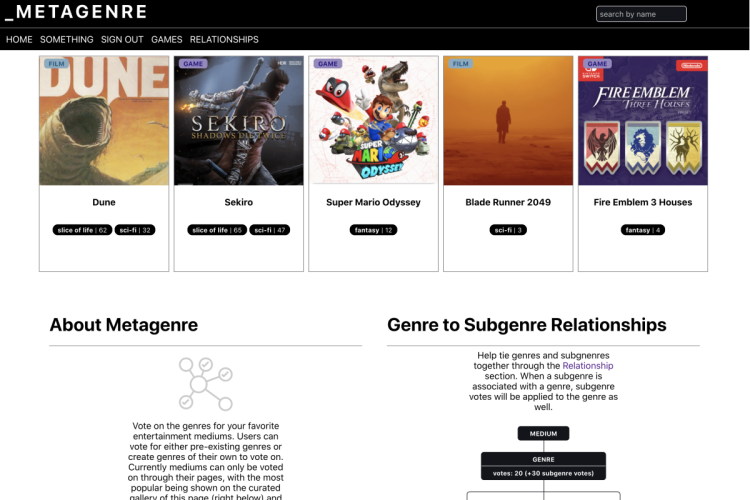 _METAGENRE
search by name
HOME SOMETHING SIGN OUT GAMES RELATIONSHIPS
FILM
DUNE
Dune
slice of life | 62 sci-fi | 32
GAME
SEKIRO
SHADOWS DIE TWICE
Sekiro
slice of life | 65 sci-fi | 47
GAME
SUPER
MARIO
ODYSSEY
Super Mario Odyssey
fantasy | 12
FILM
Blade Runner 2049
sci-fi | 3
GAME
Nintendo
SWITCH
FIRE EMBLEM
THREE HOUSES
Fire Emblem 3 Houses
fantasy | 4
About Metagenre
Vote on the genres for your favorite
entertainment mediums. Users can
vote for either pre-existing genres or
create genres of their own to vote on.
Currently mediums can only be voted
on through their pages, with the most
popular being shown on the curated
gallery of this page (right below) and
Genre to Subgenre Relationships
Help tie genres and subgnenres
together through the Relationship
section. When a subgenre is
associated with a genre, subgenre
votes will be applied to the genre as
well.
MEDIUM
GENRE
votes: 20 (+30 subgenre votes)